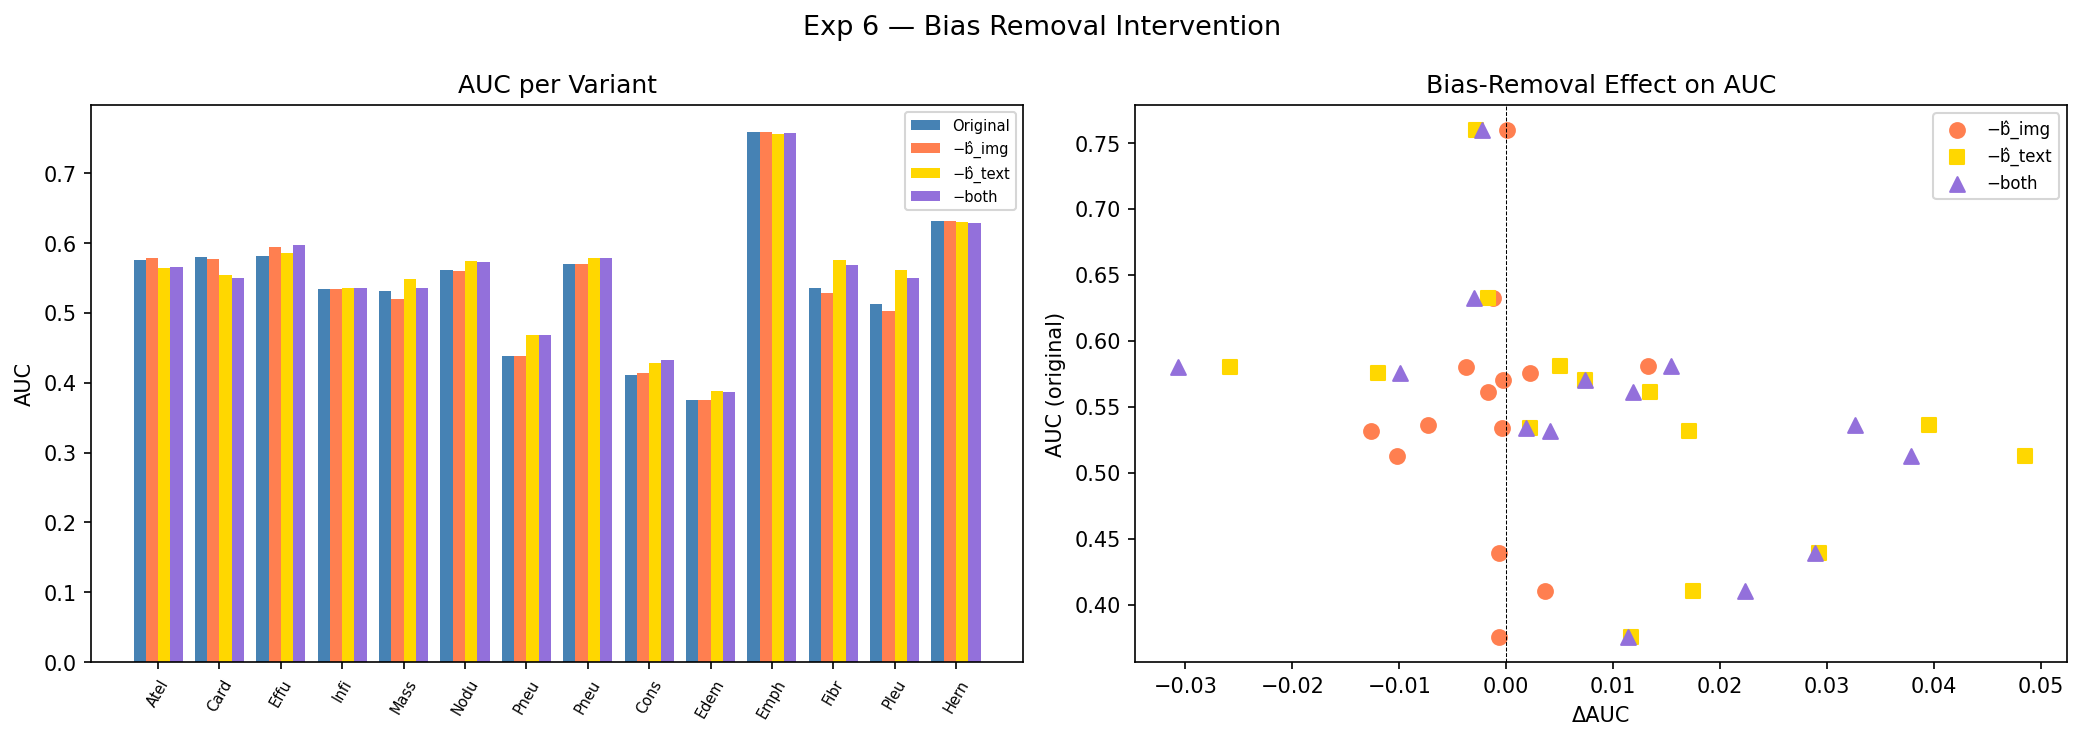 Exp 6 — Bias Removal Intervention
AUC per Variant
AUC
0.7
0.6
0.5
0.4
0.3
0.2
0.1
0.0
Original
−b̂_img
−b̂_text
−both
Atel
Card
Effu
Infi
Mass
Nodu
Pneu
Pneu
Cons
Edem
Emph
Fibr
Pleu
Hern
Bias-Removal Effect on AUC
AUC (original)
0.75
0.70
0.65
0.60
0.55
0.50
0.45
0.40
−b̂_img
−b̂_text
−both
−0.03
−0.02
−0.01
0.00
0.01
0.02
0.03
0.04
0.05
ΔAUC